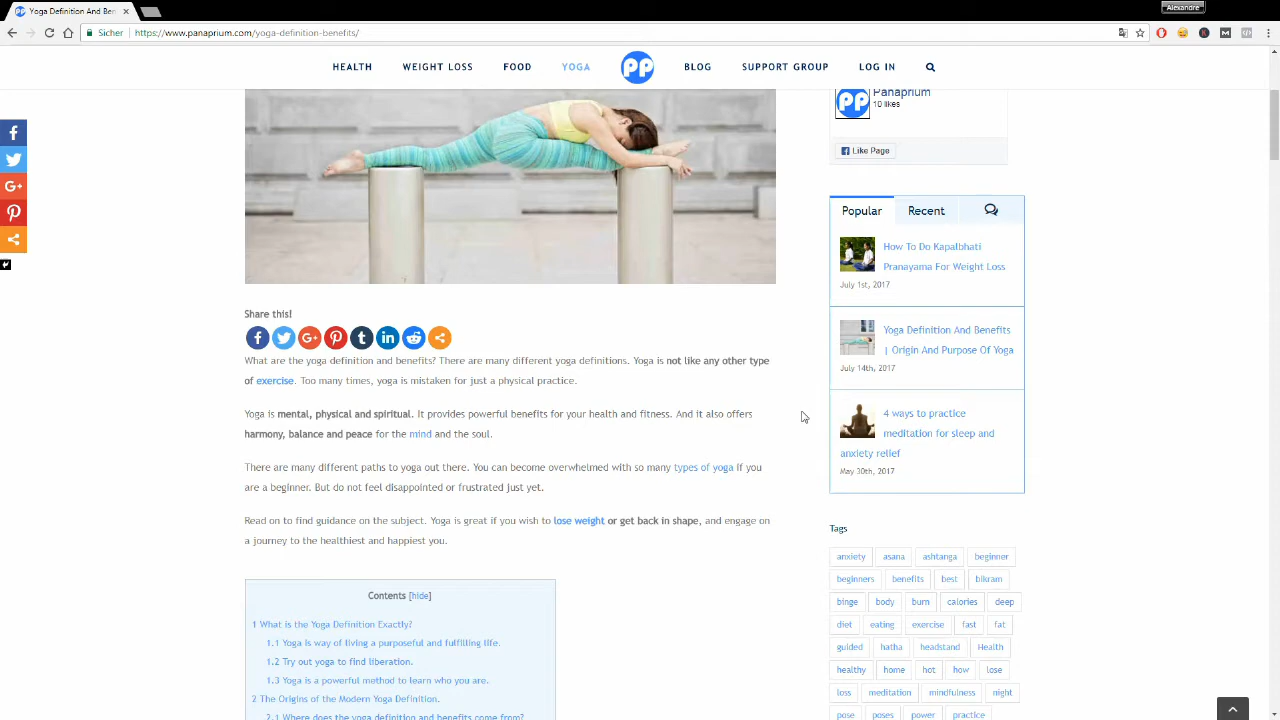 Yoga Definition And Ben
Alexandre
Sicher
https://www.panaprium.com/yoga-definition-benefits/
HEALTH
WEIGHT LOSS
FOOD
YOGA
PP
BLOG
SUPPORT GROUP
LOG IN
PP
Panaprium
10 likes
Like Page
Popular
Recent
How To Do Kapalbhati
Pranayama For Weight Loss
July 1st, 2017
Yoga Definition And Benefits
| Origin And Purpose Of Yoga
July 14th, 2017
4 ways to practice
meditation for sleep and
anxiety relief
May 30th, 2017
Share this!
What are the yoga definition and benefits? There are many different yoga definitions. Yoga is not like any other type
of exercise. Too many times, yoga is mistaken for just a physical practice.
Yoga is mental, physical and spiritual. It provides powerful benefits for your health and fitness. And it also offers
harmony, balance and peace for the mind and the soul.
There are many different paths to yoga out there. You can become overwhelmed with so many types of yoga if you
are a beginner. But do not feel disappointed or frustrated just yet.
Read on to find guidance on the subject. Yoga is great if you wish to lose weight or get back in shape, and engage on
a journey to the healthiest and happiest you.
Contents [hide]
1 What is the Yoga Definition Exactly?
1.1 Yoga is way of living a purposeful and fulfilling life.
1.2 Try out yoga to find liberation.
1.3 Yoga is a powerful method to learn who you are.
2 The Origins of the Modern Yoga Definition.
2.1 Where does the yoga definition and benefits come from?
Tags
anxiety asana ashtanga beginner
beginners benefits best bikram
binge body burn calories deep
diet eating exercise fast fat
guided hatha headstand Health
healthy home hot how lose
loss meditation mindfulness night
pose poses power practice